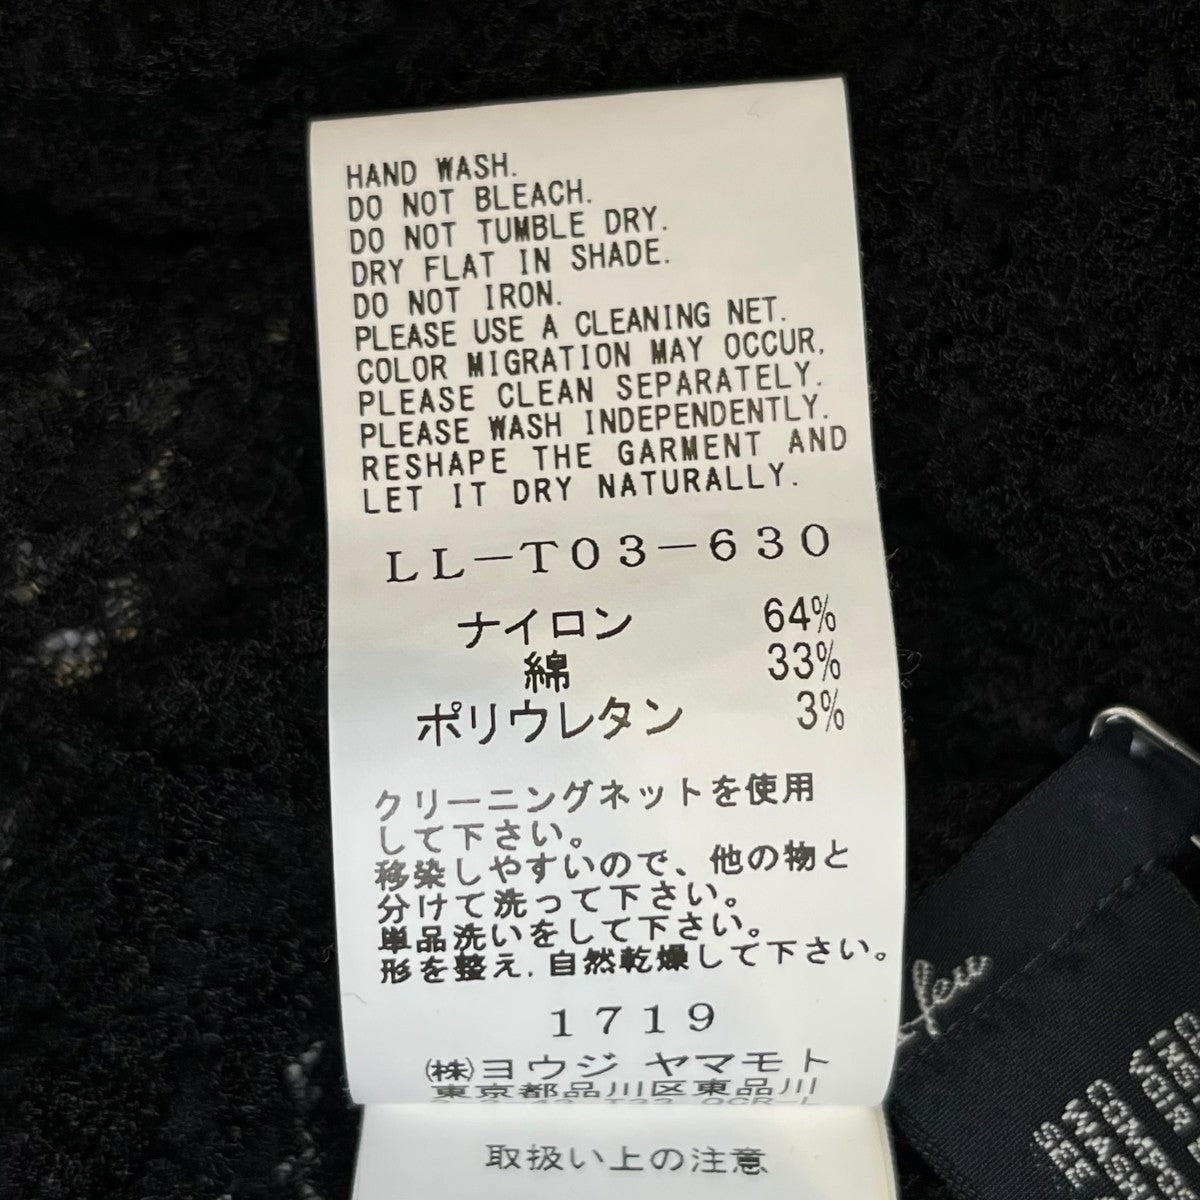 HAND WASH.
DO NOT BLEACH.
DO NOT TUMBLE DRY.
DRY FLAT IN SHADE.
DO NOT IRON.
PLEASE USE A CLEANING NET.
COLOR MIGRATION MAY OCCUR,
PLEASE CLEAN SEPARATELY.
PLEASE WASH INDEPENDENTLY.
RESHAPE THE GARMENT AND
LET IT DRY NATURALLY.
LL-T03-630
ナイロン 64%
綿 33%
ポリウレタン 3%
クリーニングネットを使用
して下さい。
移染しやすいので、他の物と
分けて洗って下さい。
単品洗いをして下さい。
形を整え,自然乾燥して下さい。
1719
(株)ヨウジ ヤマモト
東京都品川区東品川
取扱い上の注意